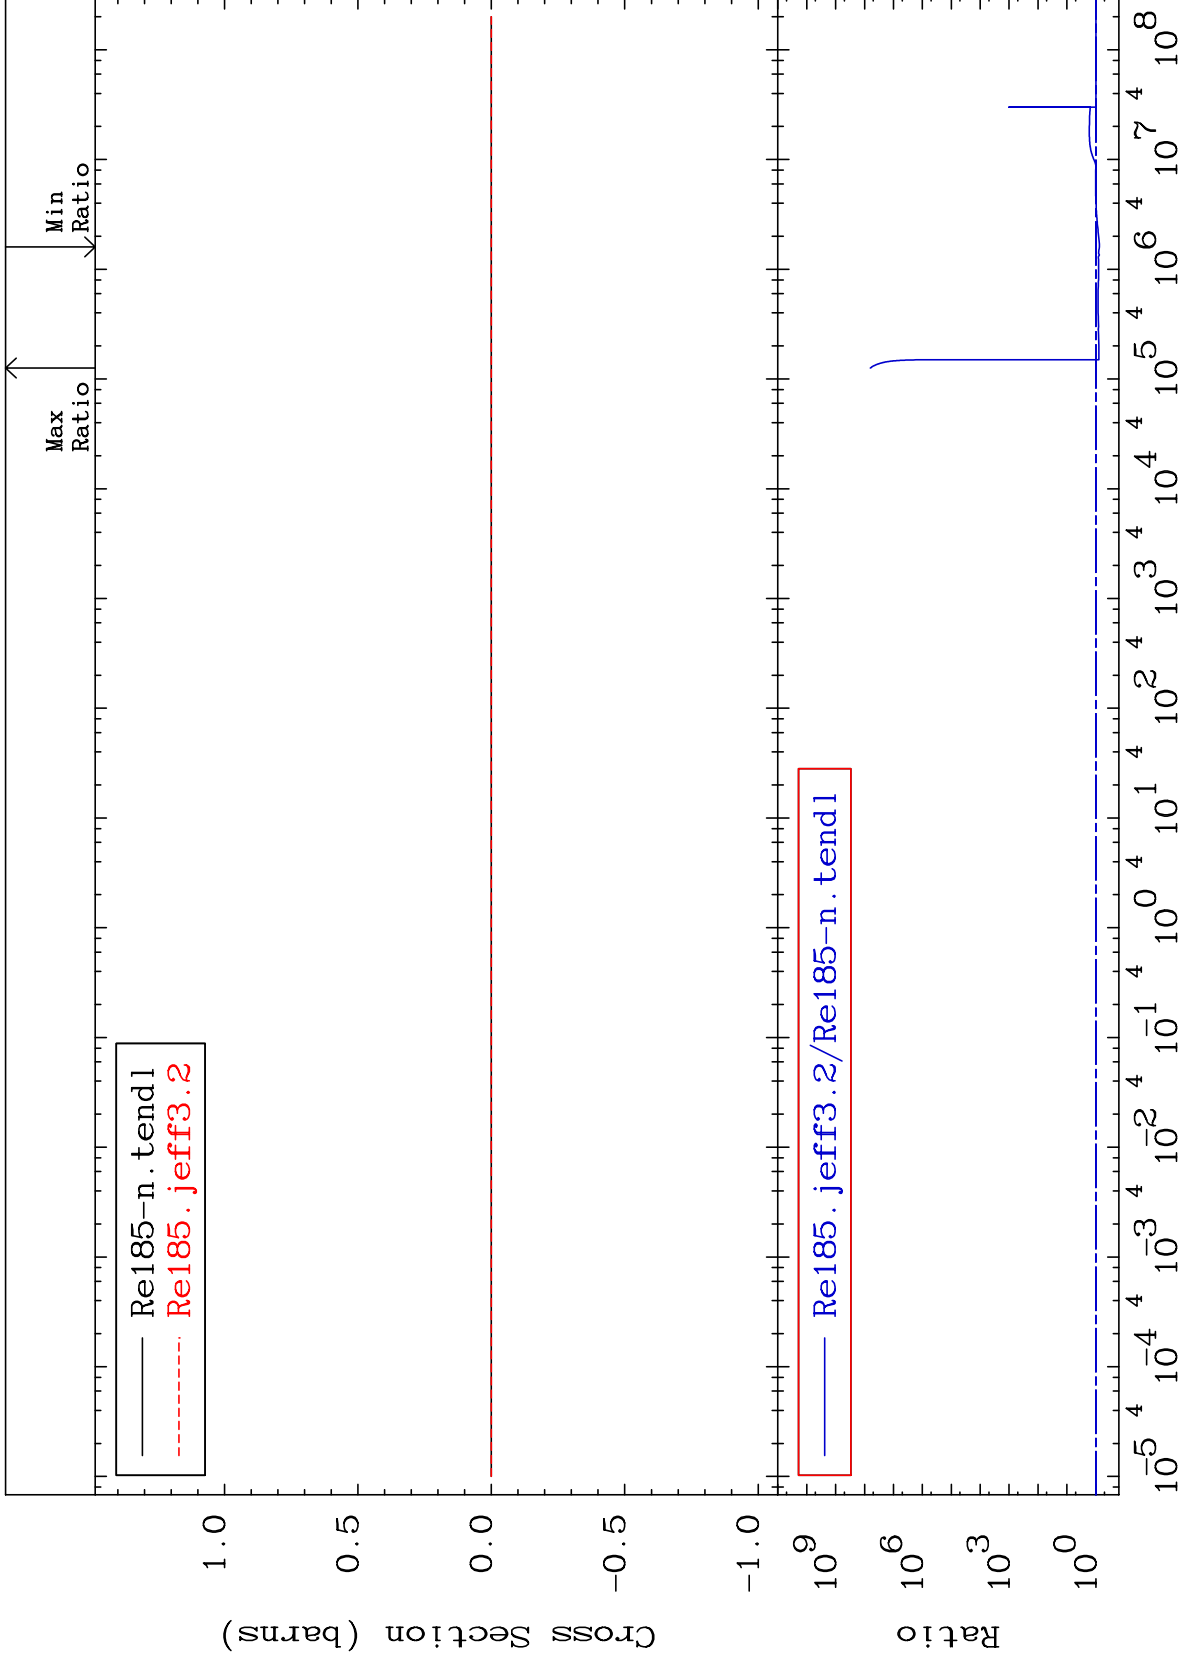 Max
Ratio
Min
Ratio
Re185-n.tendl
Re185.jeff3.2
1.0
0.5
0.0
-0.5
-1.0
Cross Section (barns)
Re185.jeff3.2/Re185-n.tendl
10^9
10^6
10^3
10^0
Ratio
10^-5 4 10^-4 4 10^-3 4 10^-2 4 10^-1 4 10^0 4 10^1 4 10^2 4 10^3 4 10^4 4 10^5 4 10^6 4 10^7 4 10^8